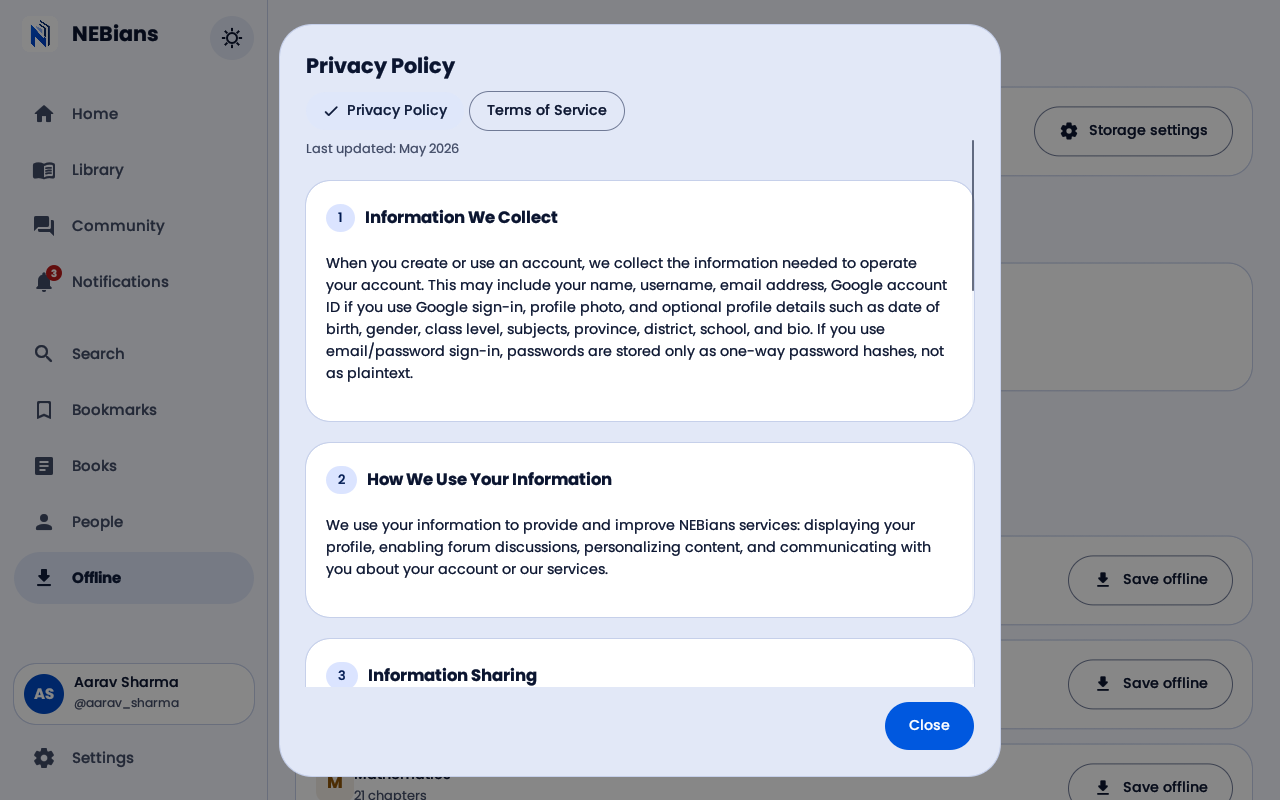 NEBians
Home
Library
Community
3
Notifications
Search
Bookmarks
Books
People
Offline
AS
Aarav Sharma
@aarav_sharma
Settings
Privacy Policy
Privacy Policy
Terms of Service
Last updated: May 2026
1
Information We Collect
When you create or use an account, we collect the information needed to operate
your account. This may include your name, username, email address, Google account
ID if you use Google sign-in, profile photo, and optional profile details such as date of
birth, gender, class level, subjects, province, district, school, and bio. If you use
email/password sign-in, passwords are stored only as one-way password hashes, not
as plaintext.
2
How We Use Your Information
We use your information to provide and improve NEBians services: displaying your
profile, enabling forum discussions, personalizing content, and communicating with
you about your account or our services.
3
Information Sharing
Close
Storage settings
Save offline
Save offline
M
Mathematics
21 chapters
Save offline